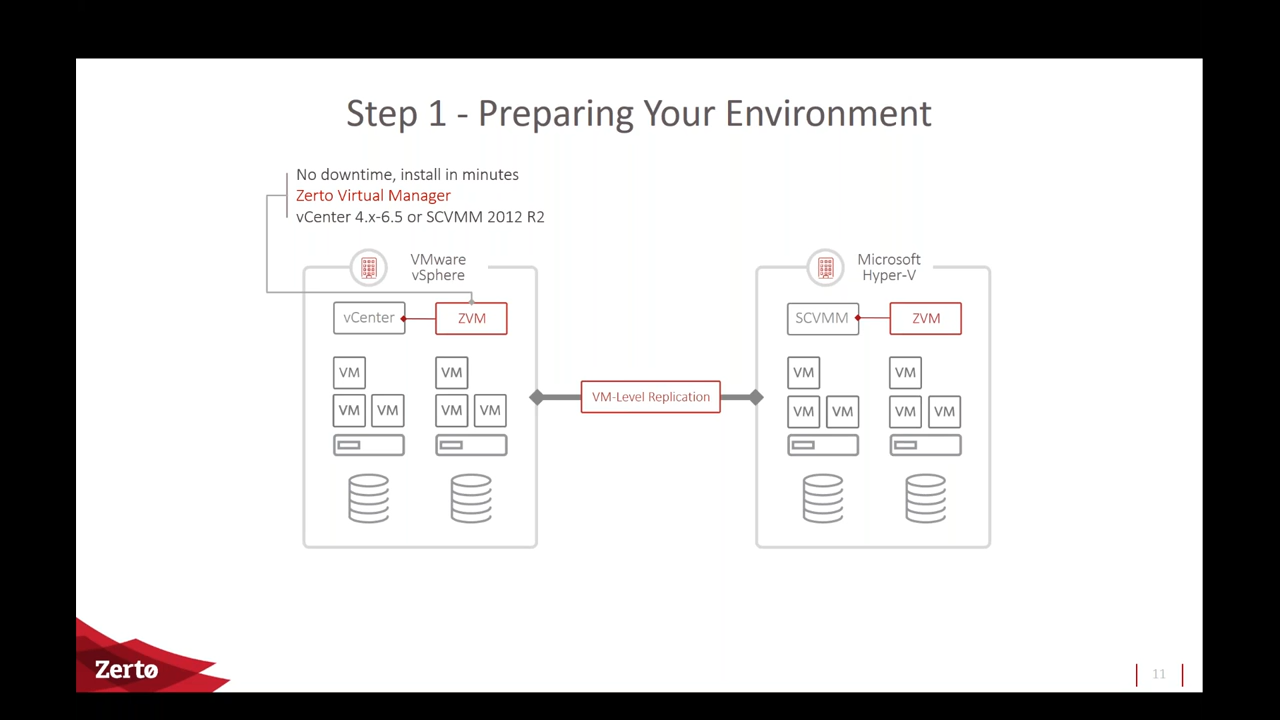 Step 1 - Preparing Your Environment
No downtime, install in minutes
Zerto Virtual Manager
vCenter 4.x-6.5 or SCVMM 2012 R2
VMware
vSphere
vCenter
ZVM
VM
VM
VM VM
VM VM
VM-Level Replication
Microsoft
Hyper-V
SCVMM
ZVM
VM
VM
VM VM
VM VM
Zerto
11